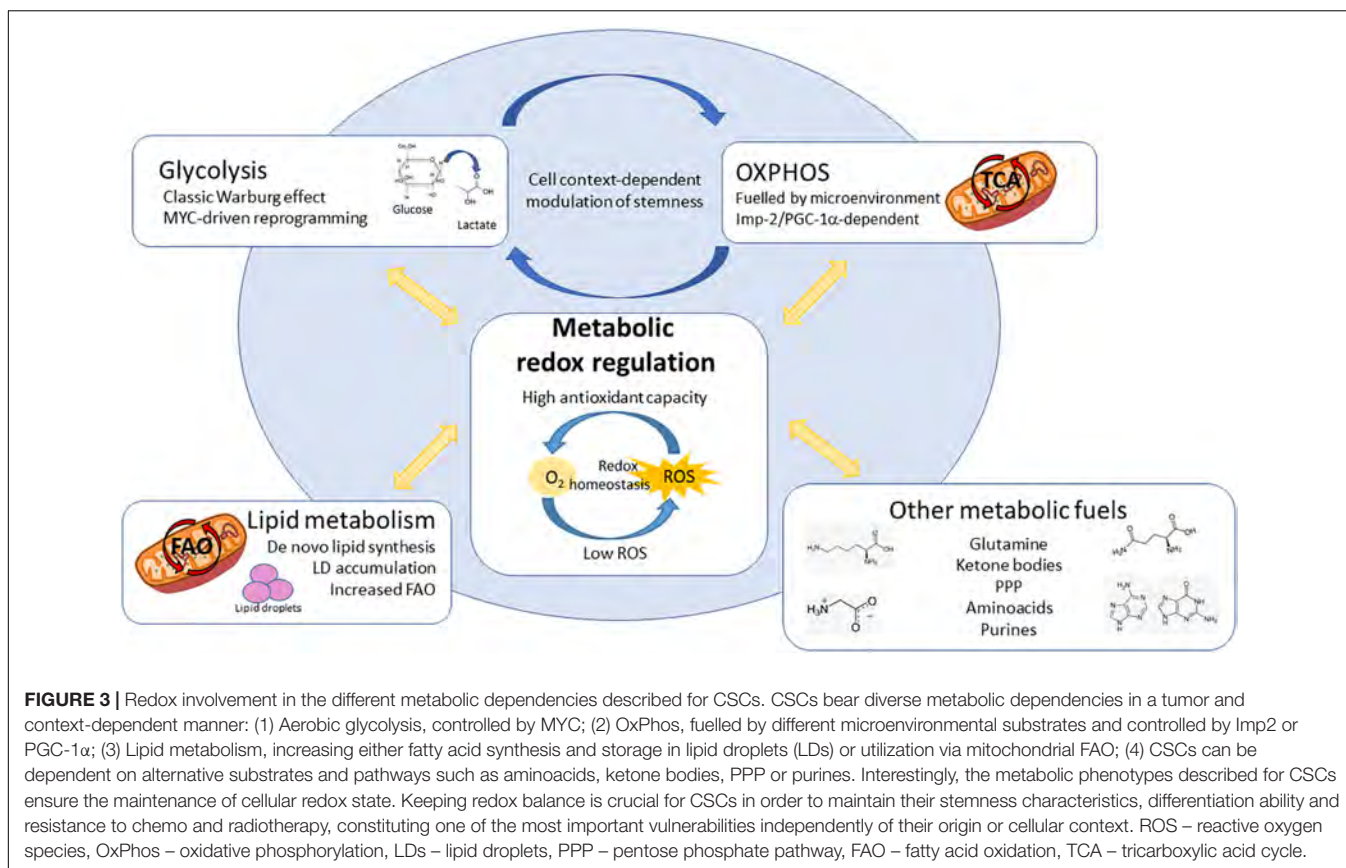 Glycolysis
Classic Warburg effect
MYC-driven reprogramming
Glucose
Lactate
Cell context-dependent
modulation of stemness
OXPHOS
Fuelled by microenvironment
Imp-2/PGC-1α-dependent
TCA
Metabolic
redox regulation
High antioxidant capacity
O2
Redox
homeostasis
ROS
Low ROS
FAO
Lipid metabolism
De novo lipid synthesis
LD accumulation
Increased FAO
Lipid droplets
Other metabolic fuels
Glutamine
Ketone bodies
PPP
Aminoacids
Purines
FIGURE 3 | Redox involvement in the different metabolic dependencies described for CSCs. CSCs bear diverse metabolic dependencies in a tumor and
context-dependent manner: (1) Aerobic glycolysis, controlled by MYC; (2) OxPhos, fuelled by different microenvironmental substrates and controlled by Imp2 or
PGC-1α; (3) Lipid metabolism, increasing either fatty acid synthesis and storage in lipid droplets (LDs) or utilization via mitochondrial FAO; (4) CSCs can be
dependent on alternative substrates and pathways such as aminoacids, ketone bodies, PPP or purines. Interestingly, the metabolic phenotypes described for CSCs
ensure the maintenance of cellular redox state. Keeping redox balance is crucial for CSCs in order to maintain their stemness characteristics, differentiation ability and
resistance to chemo and radiotherapy, constituting one of the most important vulnerabilities independently of their origin or cellular context. ROS – reactive oxygen
species, OxPhos – oxidative phosphorylation, LDs – lipid droplets, PPP – pentose phosphate pathway, FAO – fatty acid oxidation, TCA – tricarboxylic acid cycle.